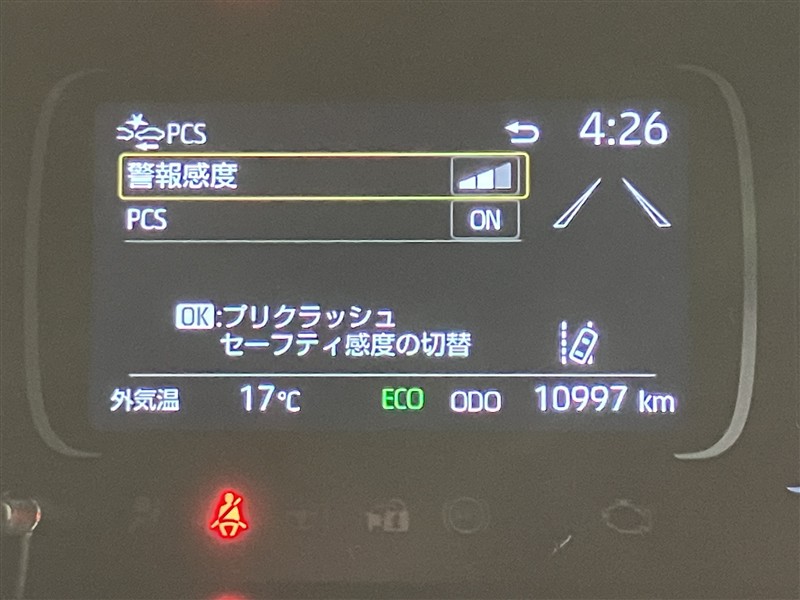 PCS 4:26
警報感度
PCS ON
OK:プリクラッシュ
セーフティ感度の切替
外気温 17℃ ECO ODO 10997 km